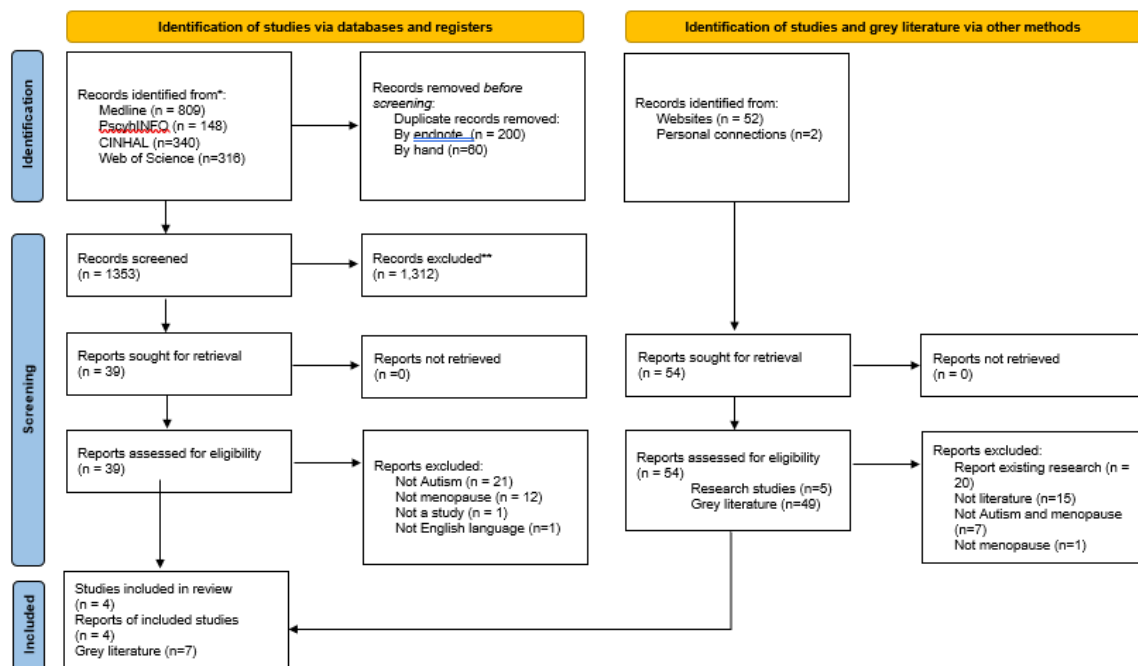 Identification of studies via databases and registers
Identification of studies and grey literature via other methods
Identification
Records identified from*:
Medline (n = 809)
PscyhINFO (n = 148)
CINHAL (n=340)
Web of Science (n=316)
Records removed before
screening:
Duplicate records removed:
By endnote (n = 200)
By hand (n=60)
Records identified from:
Websites (n = 52)
Personal connections (n=2)
Screening
Records screened
(n = 1353)
Records excluded**
(n = 1,312)
Reports sought for retrieval
(n = 39)
Reports not retrieved
(n =0)
Reports sought for retrieval
(n = 54)
Reports not retrieved
(n = 0)
Reports assessed for eligibility
(n = 39)
Reports excluded:
Not Autism (n = 21)
Not menopause (n = 12)
Not a study (n = 1)
Not English language (n=1)
Reports assessed for eligibility
(n = 54)
Research studies (n=5)
Grey literature (n=49)
Reports excluded:
Report existing research (n =
20)
Not literature (n=15)
Not Autism and menopause
(n=7)
Not menopause (n=1)
Included
Studies included in review
(n = 4)
Reports of included studies
(n = 4)
Grey literature (n=7)